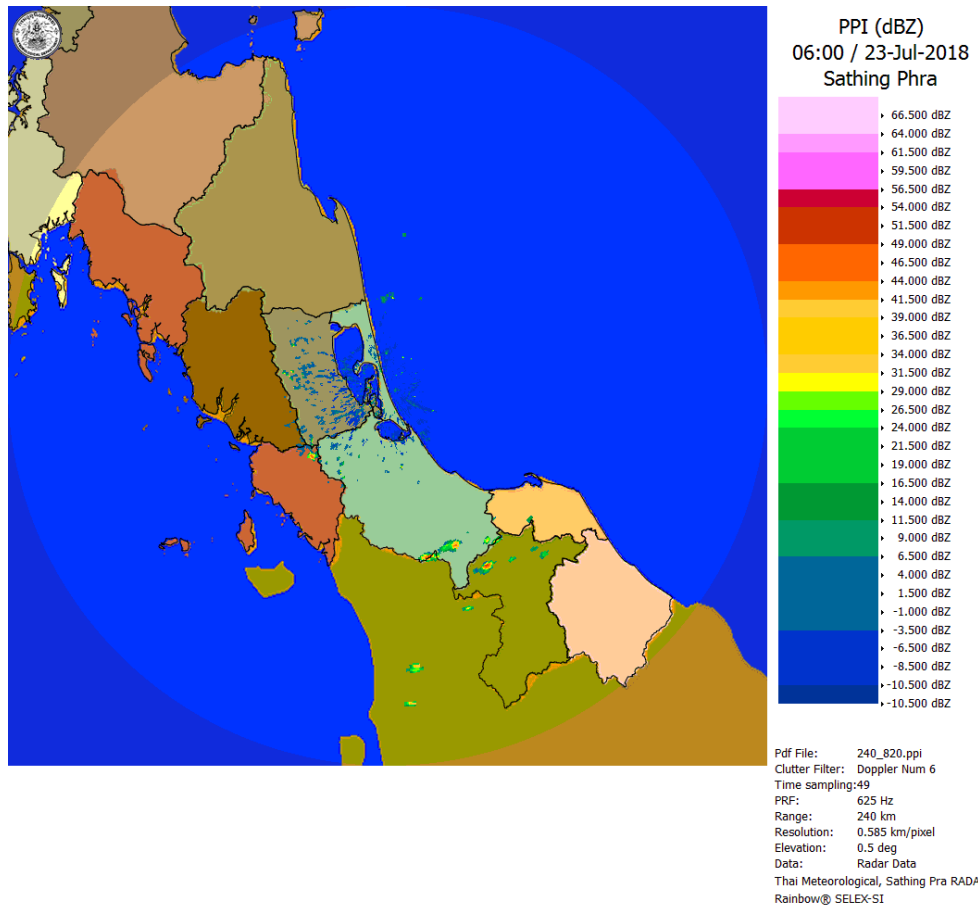 PPI (dBZ)
06:00 / 23-Jul-2018
Sathing Phra
66.500 dBZ
64.000 dBZ
61.500 dBZ
59.500 dBZ
56.500 dBZ
54.000 dBZ
51.500 dBZ
49.000 dBZ
46.500 dBZ
44.000 dBZ
41.500 dBZ
39.000 dBZ
36.500 dBZ
34.000 dBZ
31.500 dBZ
29.000 dBZ
26.500 dBZ
24.000 dBZ
21.500 dBZ
19.000 dBZ
14.000 dBZ
11.500 dBZ
9.000 dBZ
6.500 dBZ
4.000 dBZ
1.500 dBZ
-1.000 dBZ
-3.500 dBZ
-6.500 dBZ
-8.500 dBZ
-10.500 dBZ
-10.500 dBZ
Pdf File: 240_820.ppi
Clutter Filter: Doppler Num 6
Time sampling:49
PRF: 625 Hz
Range: 240 km
Resolution: 0.585 km/pixel
Elevation: 0.5 deg
Data: Radar Data
Thai Meteorological, Sathing Pra RADA
Rainbow® SELEX-SI